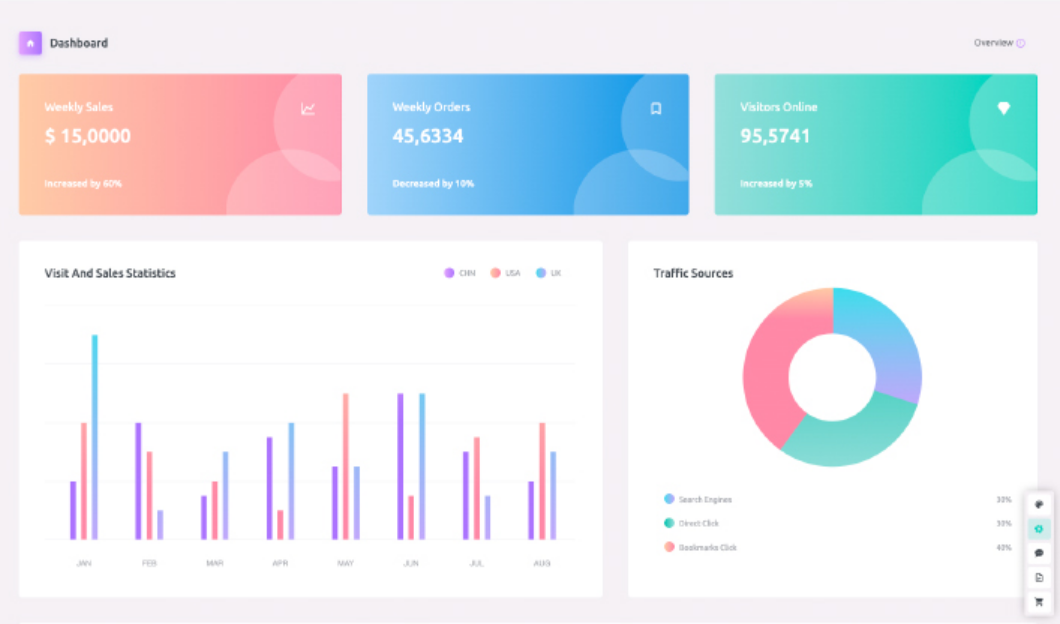 Dashboard
Overview
Weekly Sales
$ 15,0000
Increased by 60%
Weekly Orders
45,6334
Decreased by 10%
Visitors Online
95,5741
Increased by 5%
Visit And Sales Statistics
CHN
USA
UK
JAN FEB MAR APR MAY JUN JUL AUG
Traffic Sources
Search Engines 30%
Direct Click 30%
Bookmarks Click 40%